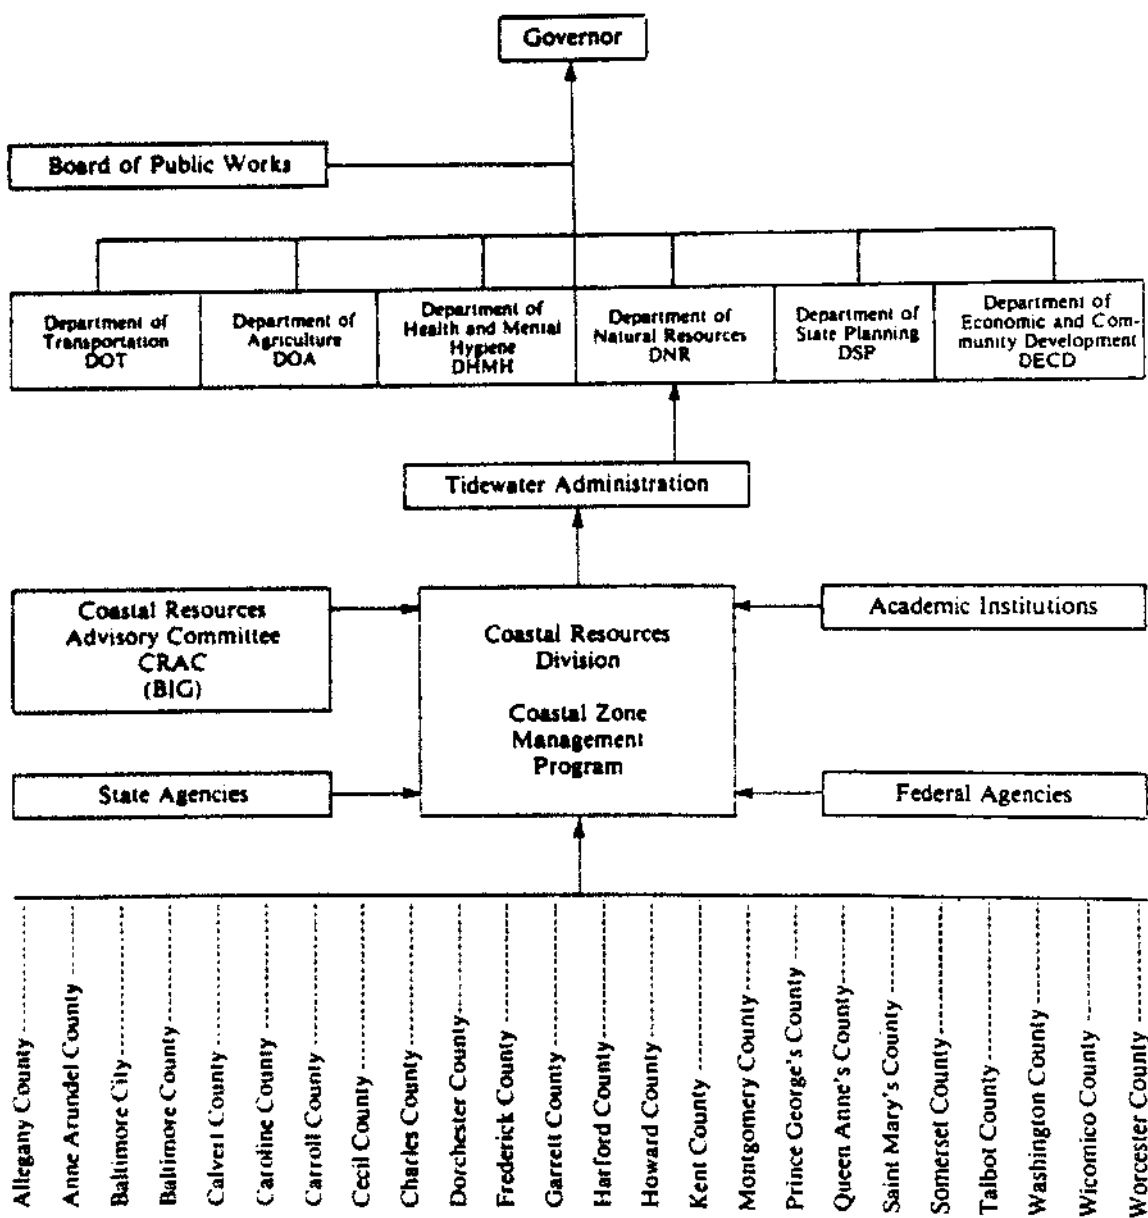 Governor
Board of Public Works
Department of
Transportation
DOT
Department of
Agriculture
DOA
Department of
Health and Mental
Hygiene
DHMH
Department of
Natural Resources
DNR
Department of
State Planning
DSP
Department of
Economic and Com-
munity Development
DECD
Tidewater Administration
Coastal Resources
Advisory Committee
CRAC
(BIG)
Coastal Resources
Division
Coastal Zone
Management
Program
Academic Institutions
State Agencies
Federal Agencies
Allegany County
Anne Arundel County
Baltimore City
Baltimore County
Calvert County
Caroline County
Carroll County
Cecil County
Charles County
Dorchester County
Frederick County
Garrett County
Harford County
Howard County
Kent County
Montgomery County
Prince George's County
Queen Anne's County
Saint Mary's County
Somerset County
Talbot County
Washington County
Wicomico County
Worcester County